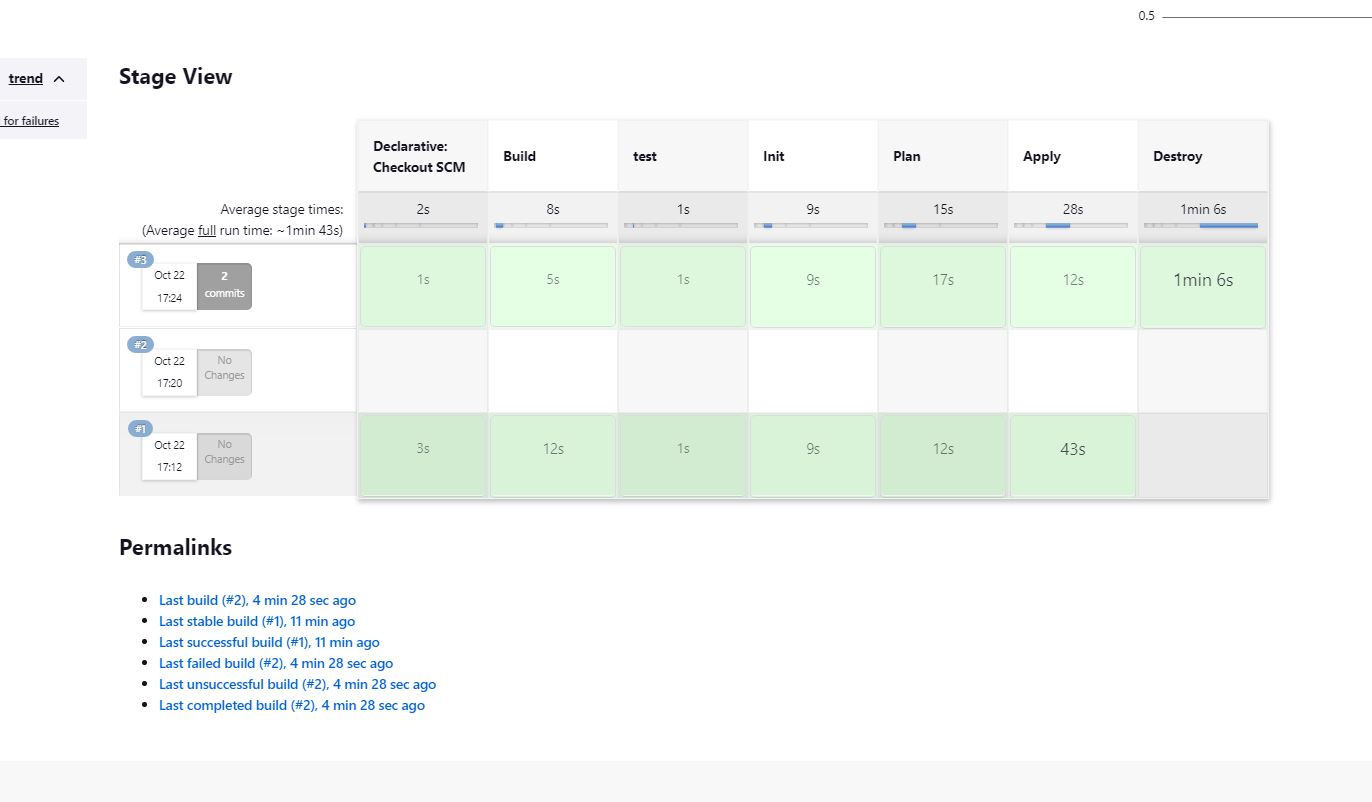 0.5
trend
for failures
Stage View
Declarative:
Checkout SCM
Build
test
Init
Plan
Apply
Destroy
Average stage times:
(Average full run time: ~1min 43s)
2s
8s
1s
9s
15s
28s
1min 6s
#3
Oct 22
17:24
2
commits
1s
5s
1s
9s
17s
12s
1min 6s
#2
Oct 22
17:20
No
Changes
#1
Oct 22
17:12
No
Changes
3s
12s
1s
9s
12s
43s
Permalinks
Last build (#2), 4 min 28 sec ago
Last stable build (#1), 11 min ago
Last successful build (#1), 11 min ago
Last failed build (#2), 4 min 28 sec ago
Last unsuccessful build (#2), 4 min 28 sec ago
Last completed build (#2), 4 min 28 sec ago